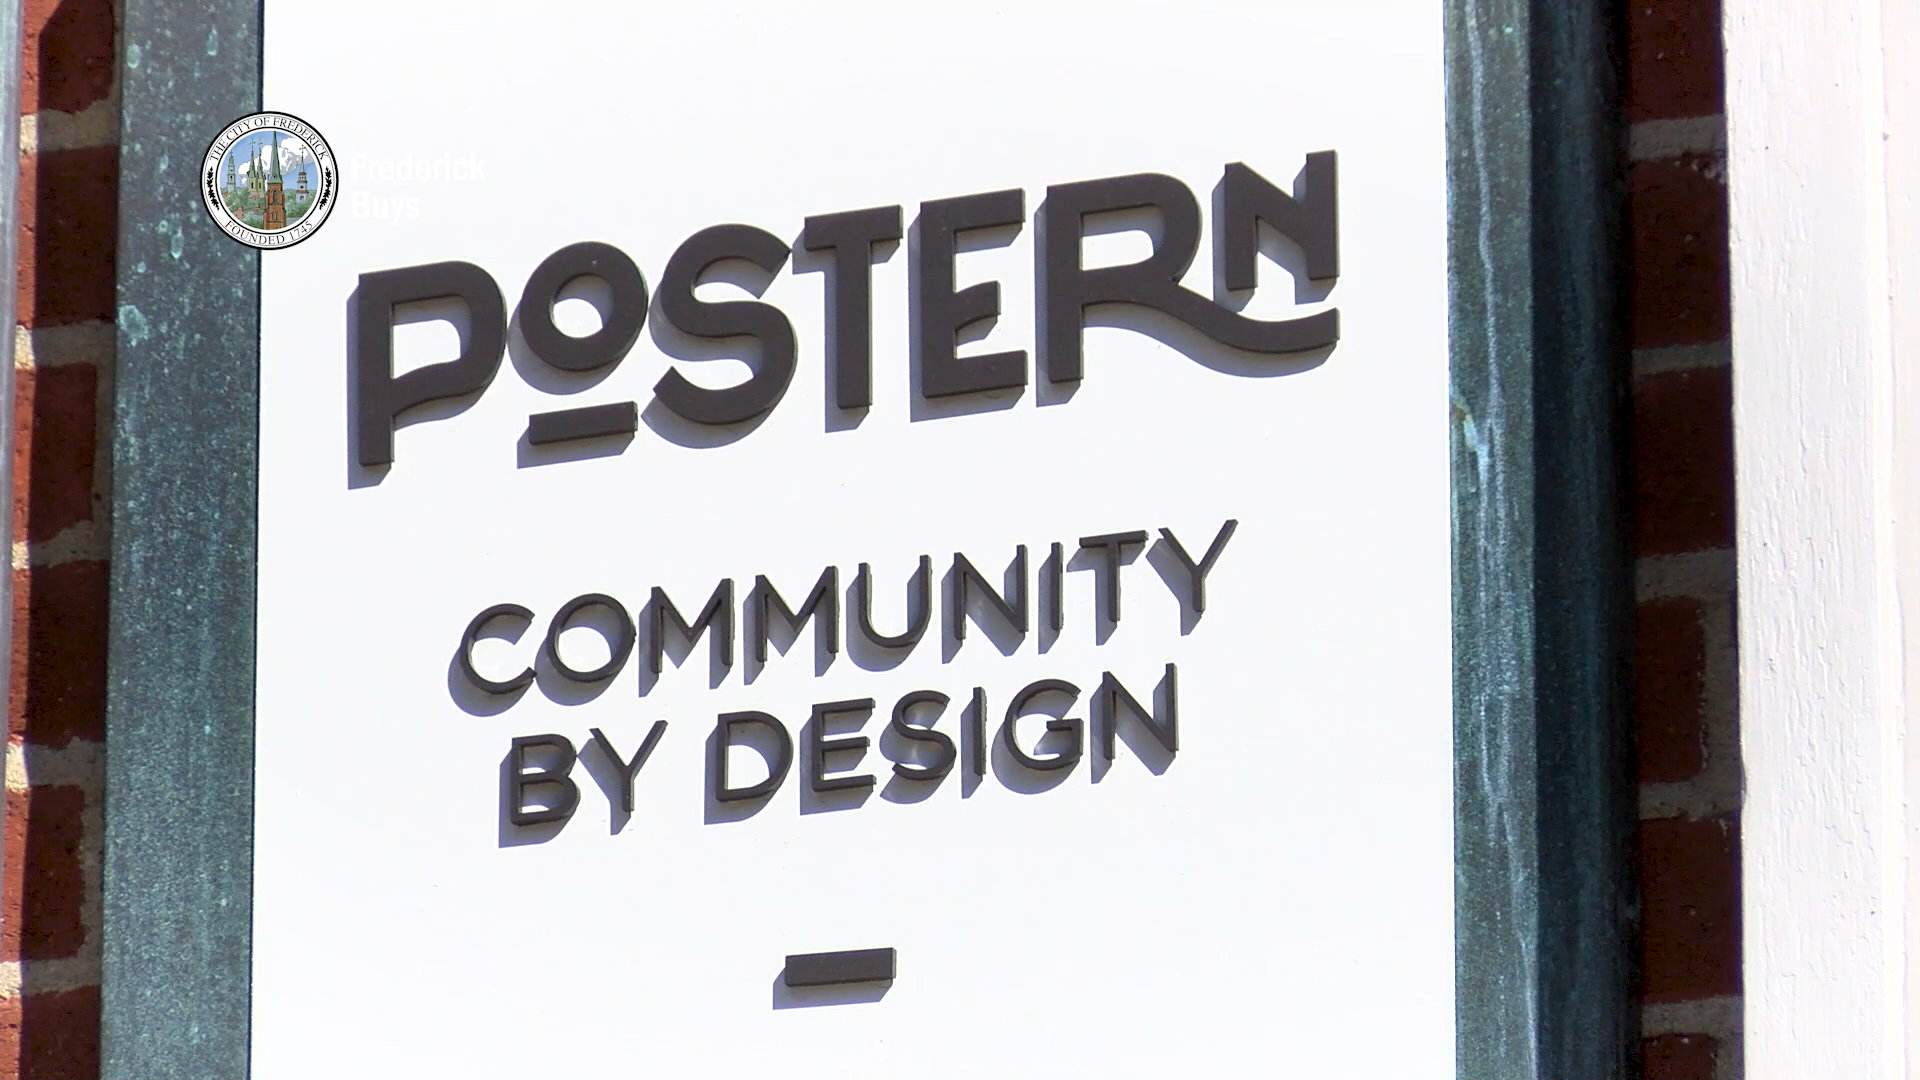 THE CITY OF FREDERICK
FOUNDED 1745
Frederick
Buys
POSTERN
COMMUNITY
BY DESIGN